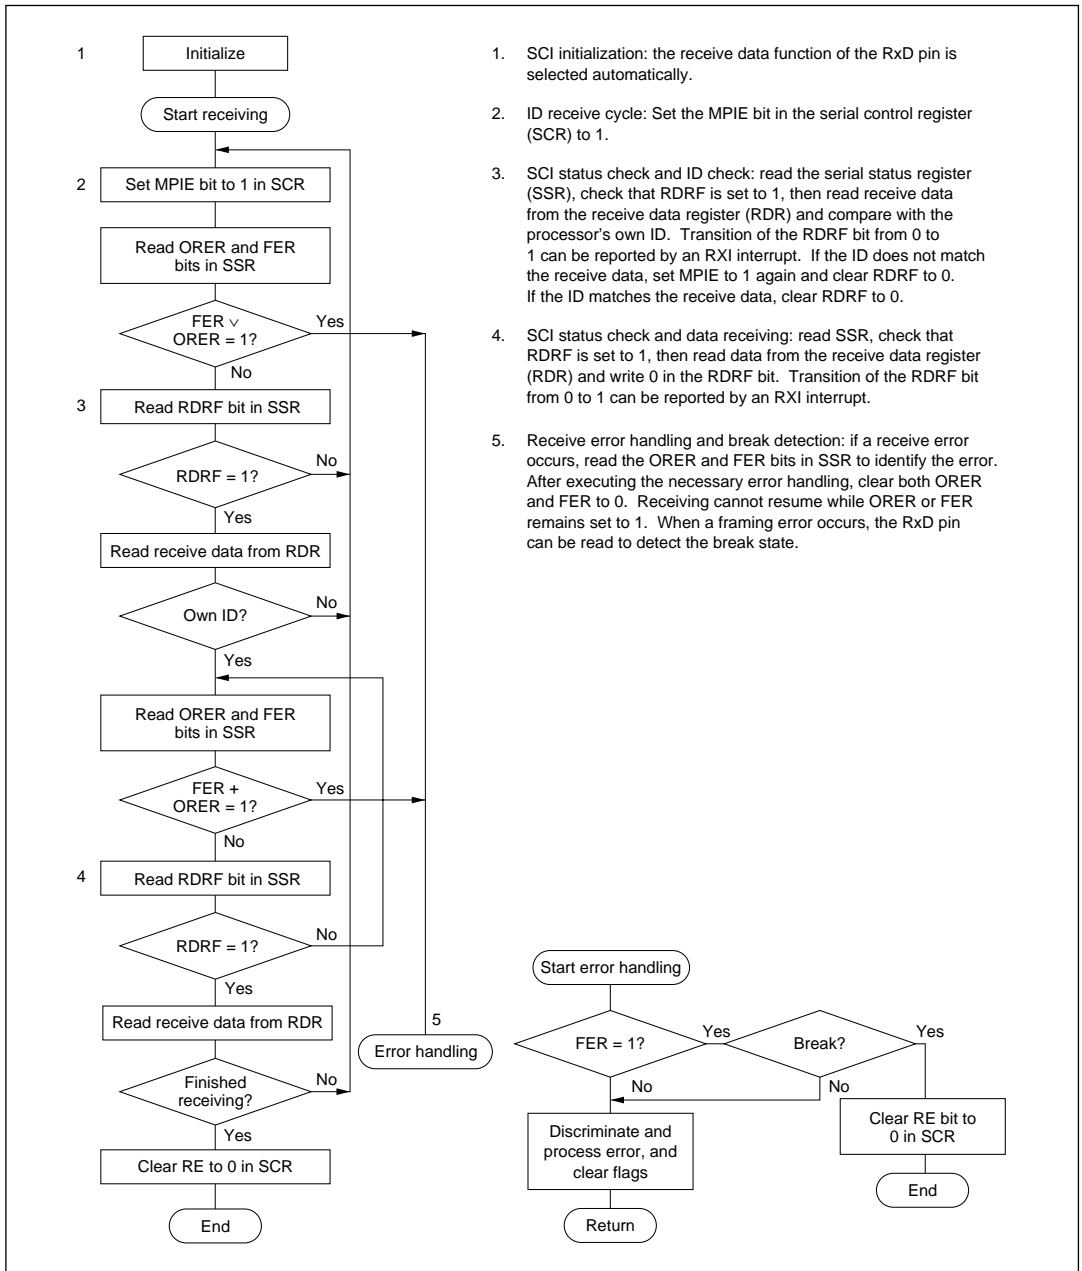 1
Initialize
Start receiving
2
Set MPIE bit to 1 in SCR
Read ORER and FER
bits in SSR
FER ∨
ORER = 1?
Yes
No
3
Read RDRF bit in SSR
RDRF = 1?
No
Yes
Read receive data from RDR
Own ID?
No
Yes
Read ORER and FER
bits in SSR
FER +
ORER = 1?
Yes
No
4
Read RDRF bit in SSR
RDRF = 1?
No
Yes
Read receive data from RDR
Finished
receiving?
No
Yes
Clear RE to 0 in SCR
End
5
Error handling
1. SCI initialization: the receive data function of the RxD pin is
selected automatically.
2. ID receive cycle: Set the MPIE bit in the serial control register
(SCR) to 1.
3. SCI status check and ID check: read the serial status register
(SSR), check that RDRF is set to 1, then read receive data
from the receive data register (RDR) and compare with the
processor's own ID. Transition of the RDRF bit from 0 to
1 can be reported by an RXI interrupt. If the ID does not match
the receive data, set MPIE to 1 again and clear RDRF to 0.
If the ID matches the receive data, clear RDRF to 0.
4. SCI status check and data receiving: read SSR, check that
RDRF is set to 1, then read data from the receive data register
(RDR) and write 0 in the RDRF bit. Transition of the RDRF bit
from 0 to 1 can be reported by an RXI interrupt.
5. Receive error handling and break detection: if a receive error
occurs, read the ORER and FER bits in SSR to identify the error.
After executing the necessary error handling, clear both ORER
and FER to 0. Receiving cannot resume while ORER or FER
remains set to 1. When a framing error occurs, the RxD pin
can be read to detect the break state.
Start error handling
FER = 1?
Yes
No
Break?
Yes
No
Discriminate and
process error, and
clear flags
Return
Clear RE bit to
0 in SCR
End